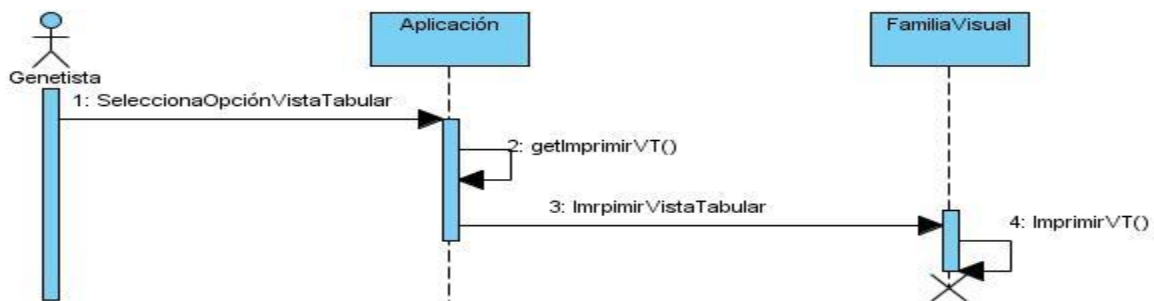 Aplicación
FamiliaVisual
Genetista
1: SeleccionaOpciónVistaTabular
2: getImprimirVT()
3: ImrpimirVistaTabular
4: ImprimirVT()